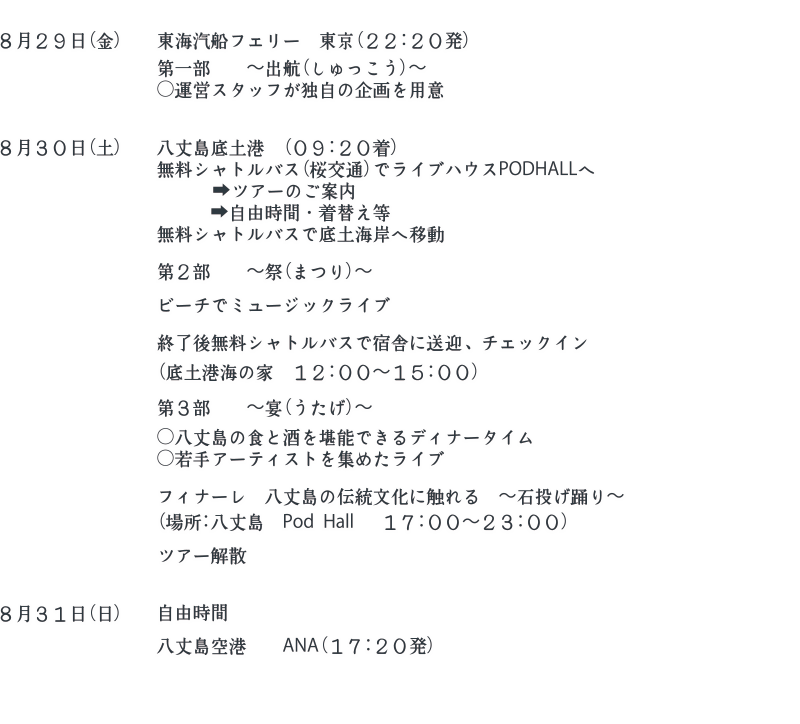 ８月２９日（金）　東海汽船フェリー　東京（２２：２０発）
第一部　　～出航（しゅっこう）～
○運営スタッフが独自の企画を用意
８月３０日（土）　八丈島底土港　（０９：２０着）
無料シャトルバス（桜交通）でライブハウスPODHALLへ
➡ツアーのご案内
➡自由時間・着替え等
無料シャトルバスで底土海岸へ移動
第２部　　～祭（まつり）～
ビーチでミュージックライブ
終了後無料シャトルバスで宿舎に送迎、チェックイン
（底土港海の家　１２：００～１５：００）
第３部　　～宴（うたげ）～
○八丈島の食と酒を堪能できるディナータイム
○若手アーティストを集めたライブ
フィナーレ　八丈島の伝統文化に触れる　～石投げ踊り～
（場所：八丈島　Pod Hall　１７：００～２３：００）
ツアー解散
８月３１日（日）　自由時間
八丈島空港　　ANA（１７：２０発）